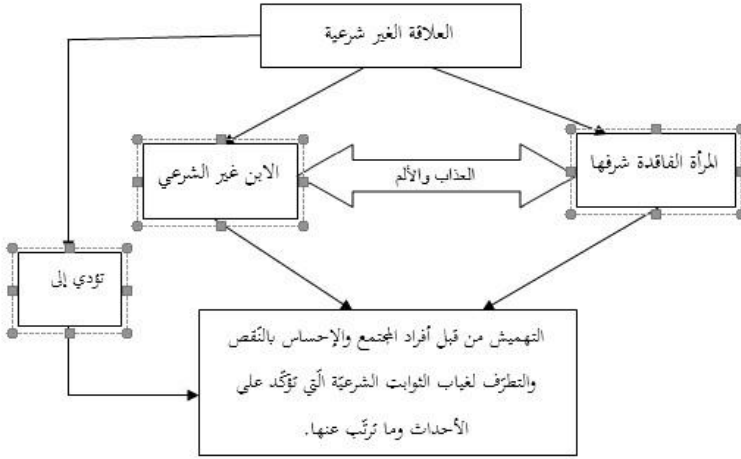 العلاقة الغير شرعية
المرأة الفاقدة شرفها
العذاب والألم
الابن غير الشرعي
تؤدي إلى
التهميش من قبل أفراد المجتمع والإحساس بالنّقص
والتطرّف لغياب الثوابت الشرعيّة الّتي تؤكّد على
الأحداث وما ترتّب عنها.